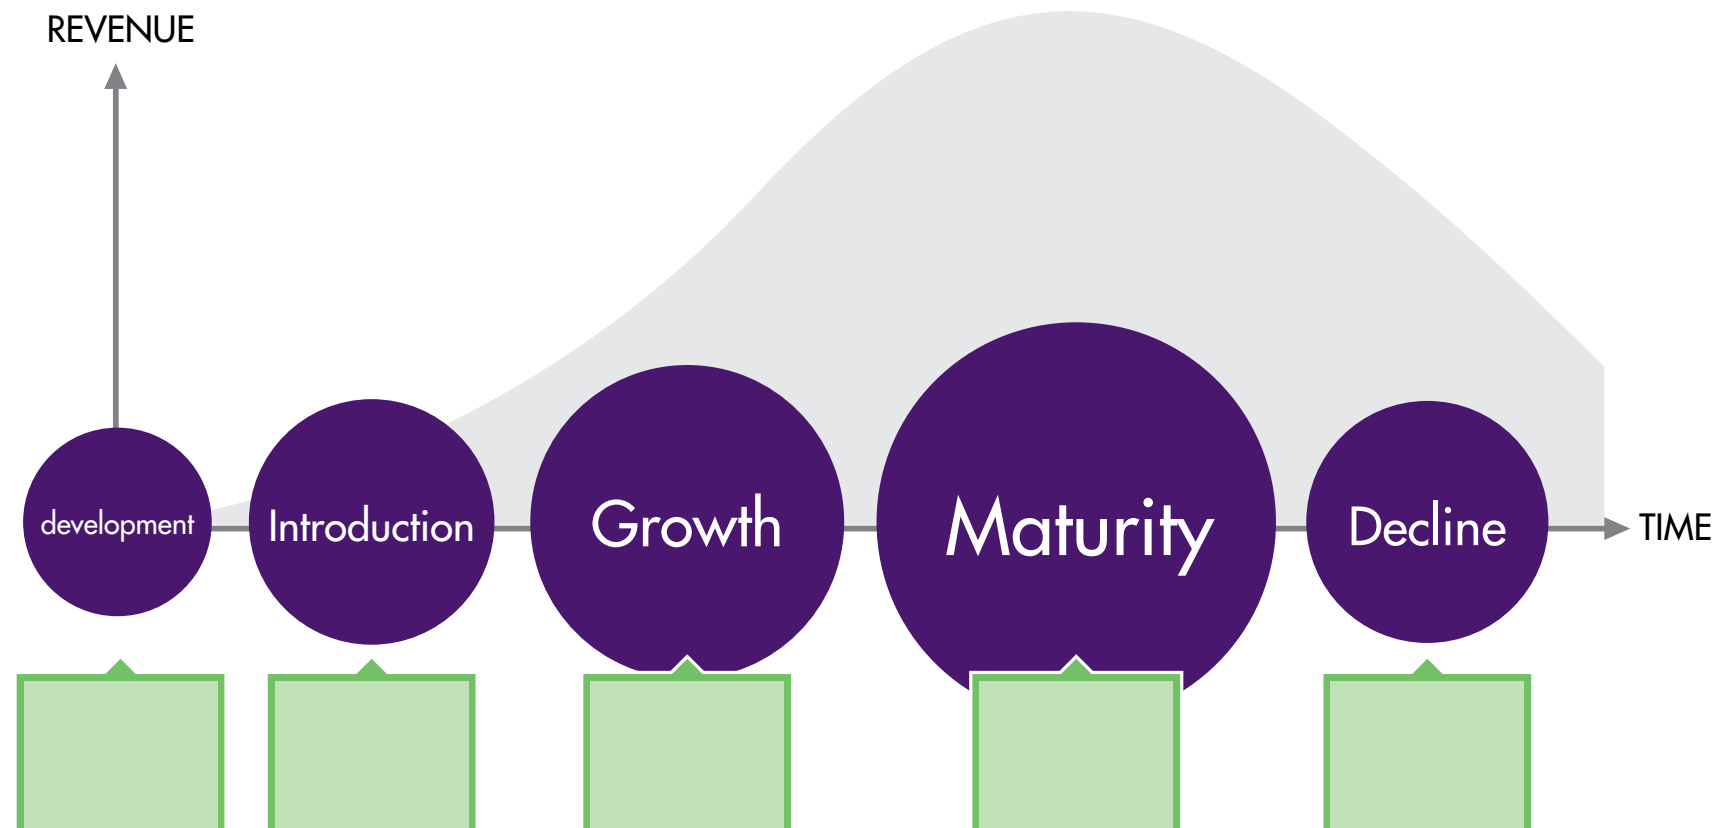 REVENUE
development
Introduction
Growth
Maturity
Decline
TIME